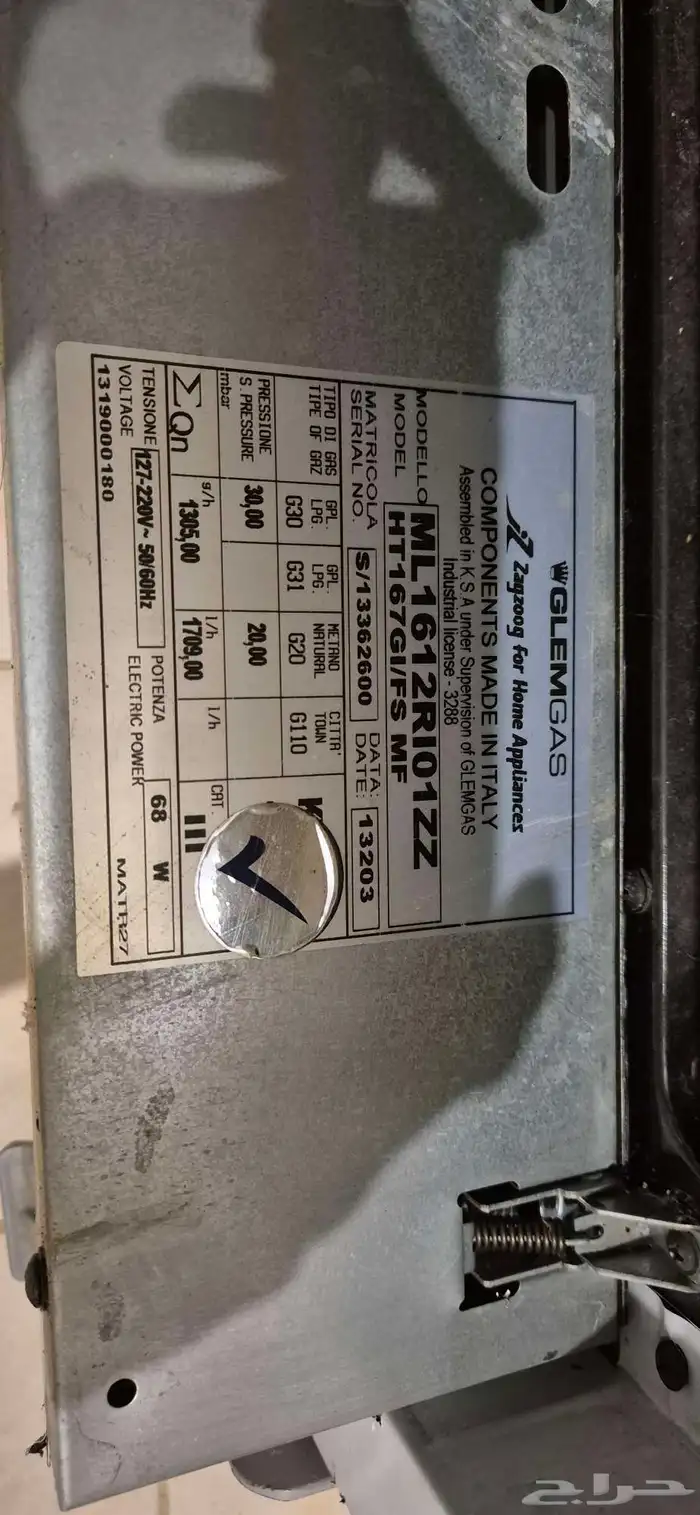 GLEMGAS
JZ Zagzoog for Home Appliances
COMPONENTS MADE IN ITALY
Assembled in K.S.A under Supervision of GLEMGAS
Industrial license - 3288
MODELLO ML1612RI01ZZ
MODEL HT167GI/FS MF
MATRICOLA S/13362600 DATA: 13203
SERIAL NO. DATE:
TIPO DI GAS GPL. GPL. METANO CITTA'
TYPE OF GAZ LPG. LPG. NATURAL TOWN
G30 G31 G20 G110
PRESSIONE 30,00 20,00
S.PRESSURE
mbar
g/h l/h l/h CAT.
ΣQn 1305,00 1709,00 III
TENSIONE 127-220V~ 50/60Hz POTENZA 68 W
VOLTAGE ELECTRIC POWER
1319000180 MATR27
حراج